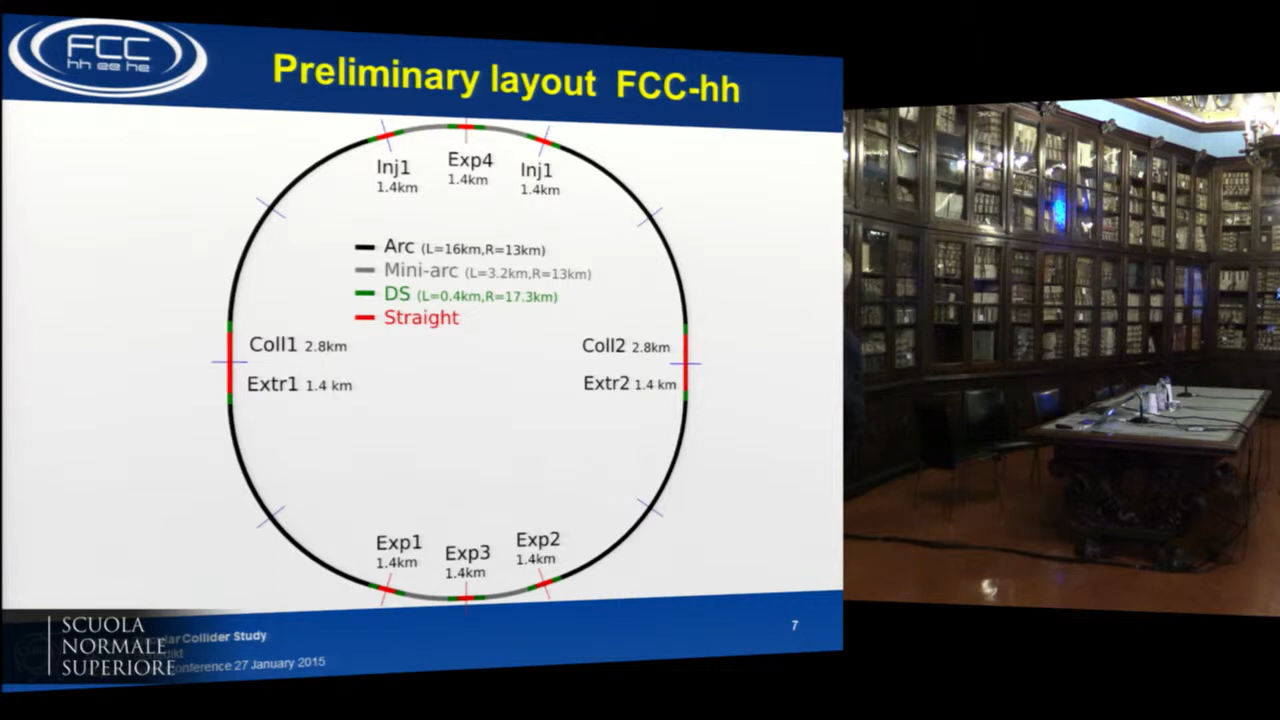 FCC
hh ee he
Preliminary layout FCC-hh
Inj1
1.4km
Exp4
1.4km
Inj1
1.4km
Arc (L=16km,R=13km)
Mini-arc (L=3.2km,R=13km)
DS (L=0.4km,R=17.3km)
Straight
Coll1 2.8km
Extr1 1.4 km
Coll2 2.8km
Extr2 1.4 km
Exp1
1.4km
Exp3
1.4km
Exp2
1.4km
7
Collider Study
27 January 2015
SCUOLA
NORMALE
SUPERIORE